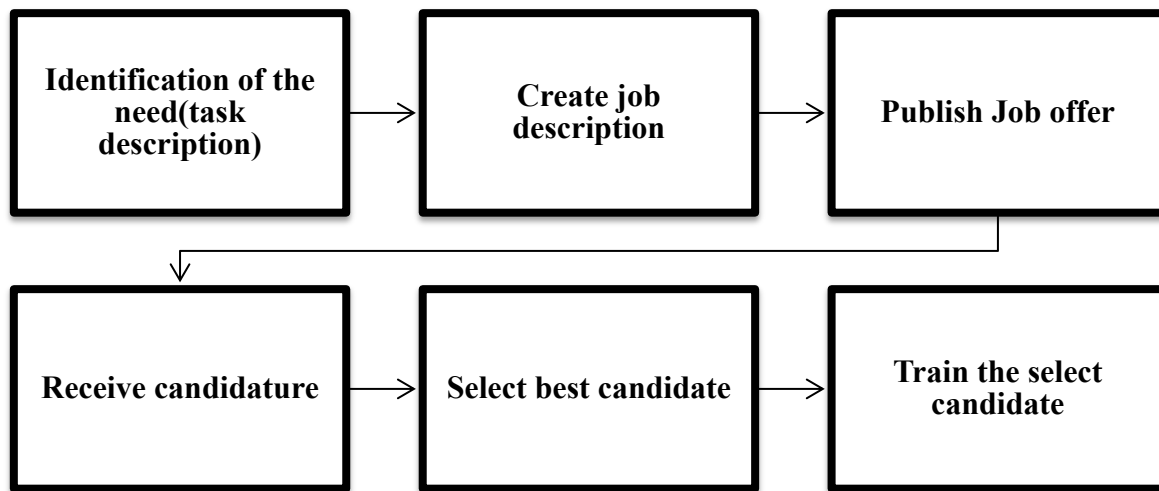 Identification of the
need(task
description)
Create job
description
Publish Job offer
Receive candidature
Select best candidate
Train the select
candidate